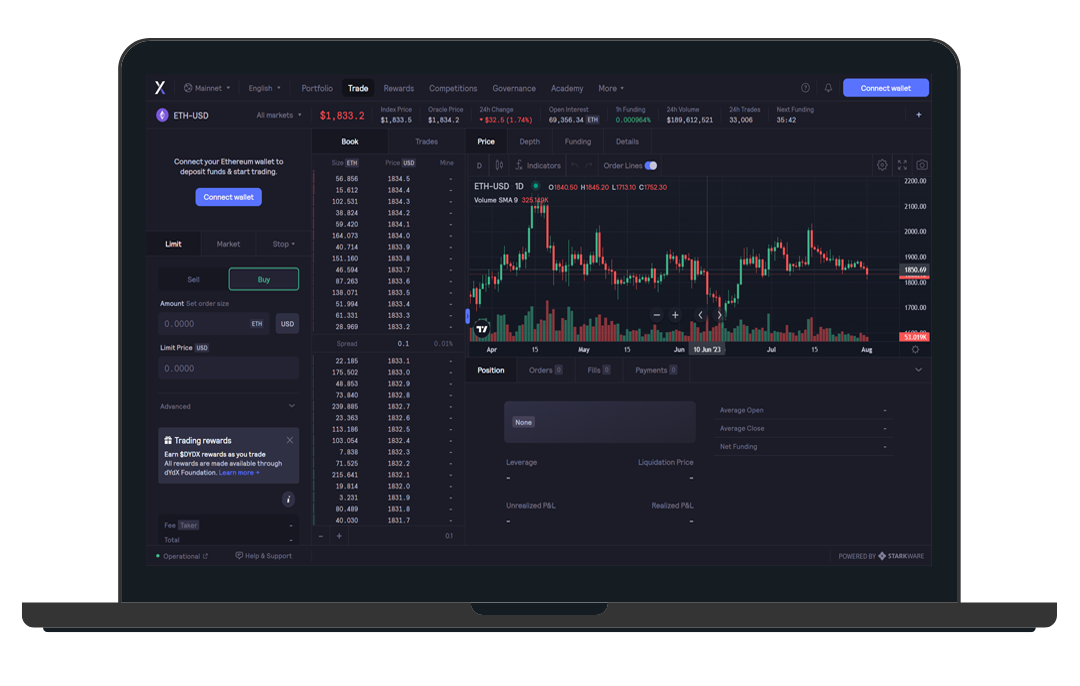 Mainnet
English
Portfolio
Trade
Rewards
Competitions
Governance
Academy
More
Connect wallet
ETH-USD
All markets
$1,833.2
Index Price
$1,833.5
Oracle Price
$1,834.2
24h Change
$32.5 (1.74%)
Open Interest
69,356.34 ETH
1h Funding
0.000964%
24h Volume
$189,612,521
24h Trades
33,006
Next Funding
35:42
+
Connect your Ethereum wallet to
deposit funds & start trading.
Connect wallet
Limit
Market
Stop
Sell
Buy
Amount Set order size
0.0000 ETH
USD
Limit Price USD
0.0000
Advanced
Trading rewards
Earn $DYDX rewards as you trade
All rewards are made available through
dYdX Foundation. Learn more →
i
Fee Taker -
Total -
Operational
Help & Support
Book
Trades
Size ETH Price USD Mine
56.856 1834.5 -
15.612 1834.4 -
102.531 1834.3 -
38.824 1834.2 -
59.420 1834.1 -
164.073 1834.0 -
40.714 1833.9 -
151.160 1833.8 -
46.594 1833.7 -
87.263 1833.6 -
138.071 1833.5 -
51.994 1833.4 -
61.331 1833.3 -
28.969 1833.2 -
Spread 0.1 0.01%
22.185 1833.1 -
175.502 1833.0 -
48.853 1832.9 -
73.840 1832.8 -
239.885 1832.7 -
23.363 1832.6 -
113.186 1832.5 -
103.054 1832.4 -
7.838 1832.3 -
71.525 1832.2 -
215.641 1832.1 -
19.814 1832.0 -
3.231 1831.9 -
80.489 1831.8 -
40.030 1831.7 -
- + 0.1
Price
Depth
Funding
Details
D
Indicators
Order Lines
ETH-USD 1D O1840.50 H1845.20 L1713.10 C1752.30
Volume SMA 9
2200.00
2100.00
2000.00
1900.00
1850.69
1800.00
1700.00
53.019K
Apr
15
May
15
Jun
10 Jun '23
Jul
15
Aug
Position
Orders 0
Fills 0
Payments 0
None
Leverage
-
Liquidation Price
-
Unrealized P&L
-
Realized P&L
-
Average Open -
Average Close -
Net Funding -
POWERED BY STARKWARE